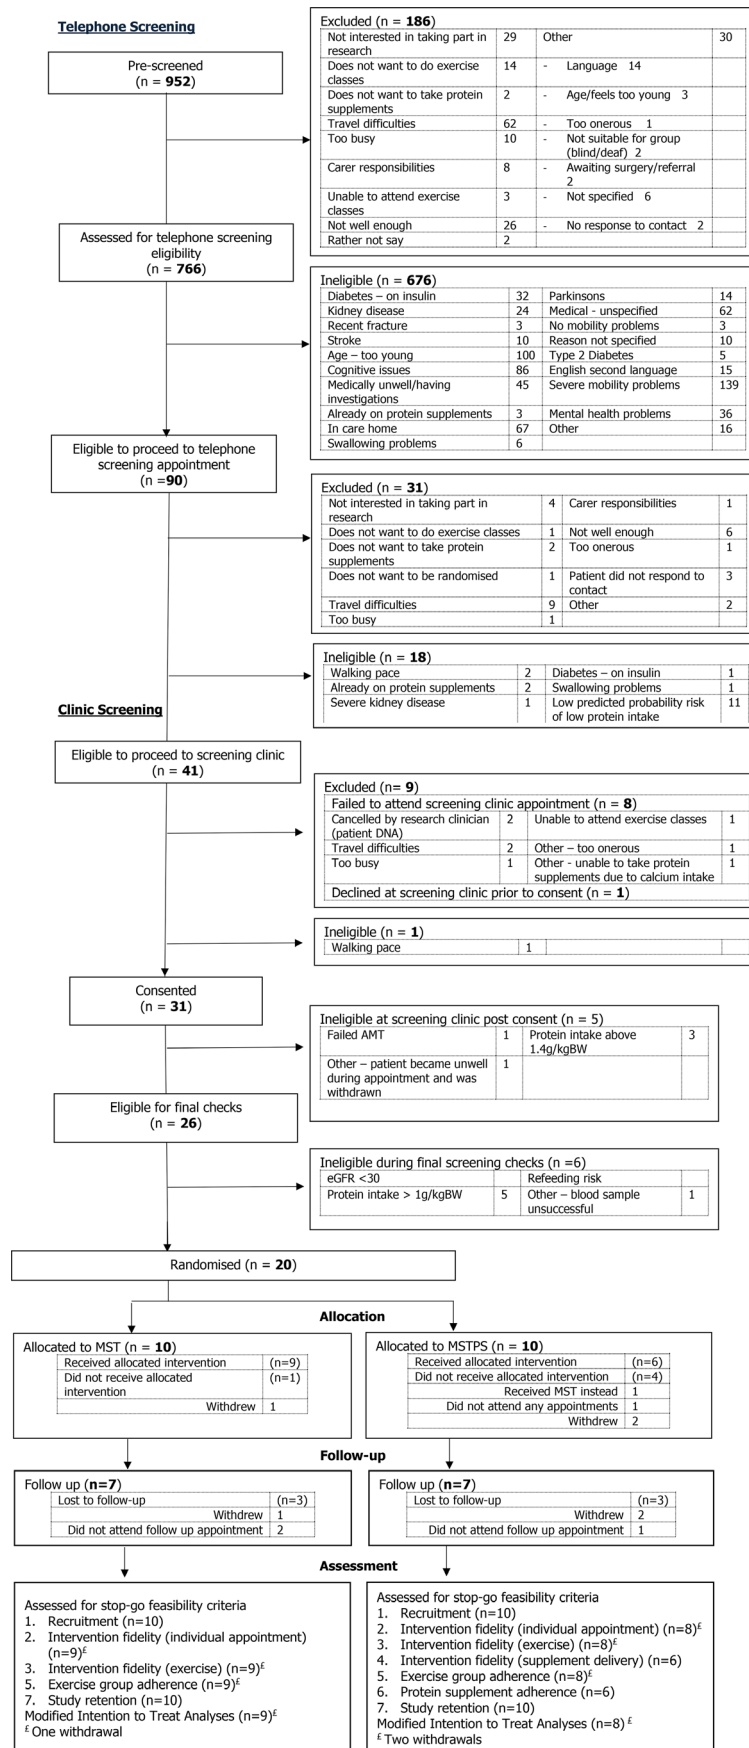 Telephone Screening
Pre-screened
(n = 952)
Excluded (n = 186)
Not interested in taking part in research 29 Other 30
Does not want to do exercise classes 14 - Language 14
Does not want to take protein supplements 2 - Age/feels too young 3
Travel difficulties 62 - Too onerous 1
Too busy 10 - Not suitable for group (blind/deaf) 2
Carer responsibilities 8 - Awaiting surgery/referral 2
Unable to attend exercise classes 3 - Not specified 6
Not well enough 26 - No response to contact 2
Rather not say 2
Assessed for telephone screening
eligibility
(n = 766)
Ineligible (n = 676)
Diabetes – on insulin 32 Parkinsons 14
Kidney disease 24 Medical - unspecified 62
Recent fracture 3 No mobility problems 3
Stroke 10 Reason not specified 10
Age – too young 100 Type 2 Diabetes 5
Cognitive issues 86 English second language 15
Medically unwell/having investigations 45 Severe mobility problems 139
Already on protein supplements 3 Mental health problems 36
In care home 67 Other 16
Swallowing problems 6
Eligible to proceed to telephone
screening appointment
(n =90)
Excluded (n = 31)
Not interested in taking part in research 4 Carer responsibilities 1
Does not want to do exercise classes 1 Not well enough 6
Does not want to take protein supplements 2 Too onerous 1
Does not want to be randomised 1 Patient did not respond to contact 3
Travel difficulties 9 Other 2
Too busy 1
Ineligible (n = 18)
Walking pace 2 Diabetes – on insulin 1
Already on protein supplements 2 Swallowing problems 1
Severe kidney disease 1 Low predicted probability risk of low protein intake 11
Clinic Screening
Eligible to proceed to screening clinic
(n = 41)
Excluded (n= 9)
Failed to attend screening clinic appointment (n = 8)
Cancelled by research clinician (patient DNA) 2 Unable to attend exercise classes 1
Travel difficulties 2 Other – too onerous 1
Too busy 1 Other - unable to take protein supplements due to calcium intake 1
Declined at screening clinic prior to consent (n = 1)
Ineligible (n = 1)
Walking pace 1
Consented
(n = 31)
Ineligible at screening clinic post consent (n = 5)
Failed AMT 1 Protein intake above 1.4g/kgBW 3
Other – patient became unwell during appointment and was withdrawn 1
Eligible for final checks
(n = 26)
Ineligible during final screening checks (n =6)
eGFR <30 Refeeding risk
Protein intake > 1g/kgBW 5 Other – blood sample unsuccessful 1
Randomised (n = 20)
Allocation
Allocated to MST (n = 10)
Received allocated intervention (n=9)
Did not receive allocated intervention (n=1)
Withdrew 1
Allocated to MSTPS (n = 10)
Received allocated intervention (n=6)
Did not receive allocated intervention (n=4)
Received MST instead 1
Did not attend any appointments 1
Withdrew 2
Follow-up
Follow up (n=7)
Lost to follow-up (n=3)
Withdrew 1
Did not attend follow up appointment 2
Follow up (n=7)
Lost to follow-up (n=3)
Withdrew 2
Did not attend follow up appointment 1
Assessment
Assessed for stop-go feasibility criteria
1. Recruitment (n=10)
2. Intervention fidelity (individual appointment)
(n=9)£
3. Intervention fidelity (exercise) (n=9)£
5. Exercise group adherence (n=9)£
7. Study retention (n=10)
Modified Intention to Treat Analyses (n=9)£
£ One withdrawal
Assessed for stop-go feasibility criteria
1. Recruitment (n=10)
2. Intervention fidelity (individual appointment) (n=8)£
3. Intervention fidelity (exercise) (n=8)£
4. Intervention fidelity (supplement delivery) (n=6)
5. Exercise group adherence (n=8)£
6. Protein supplement adherence (n=6)
7. Study retention (n=10)
Modified Intention to Treat Analyses (n=8) £
£ Two withdrawals